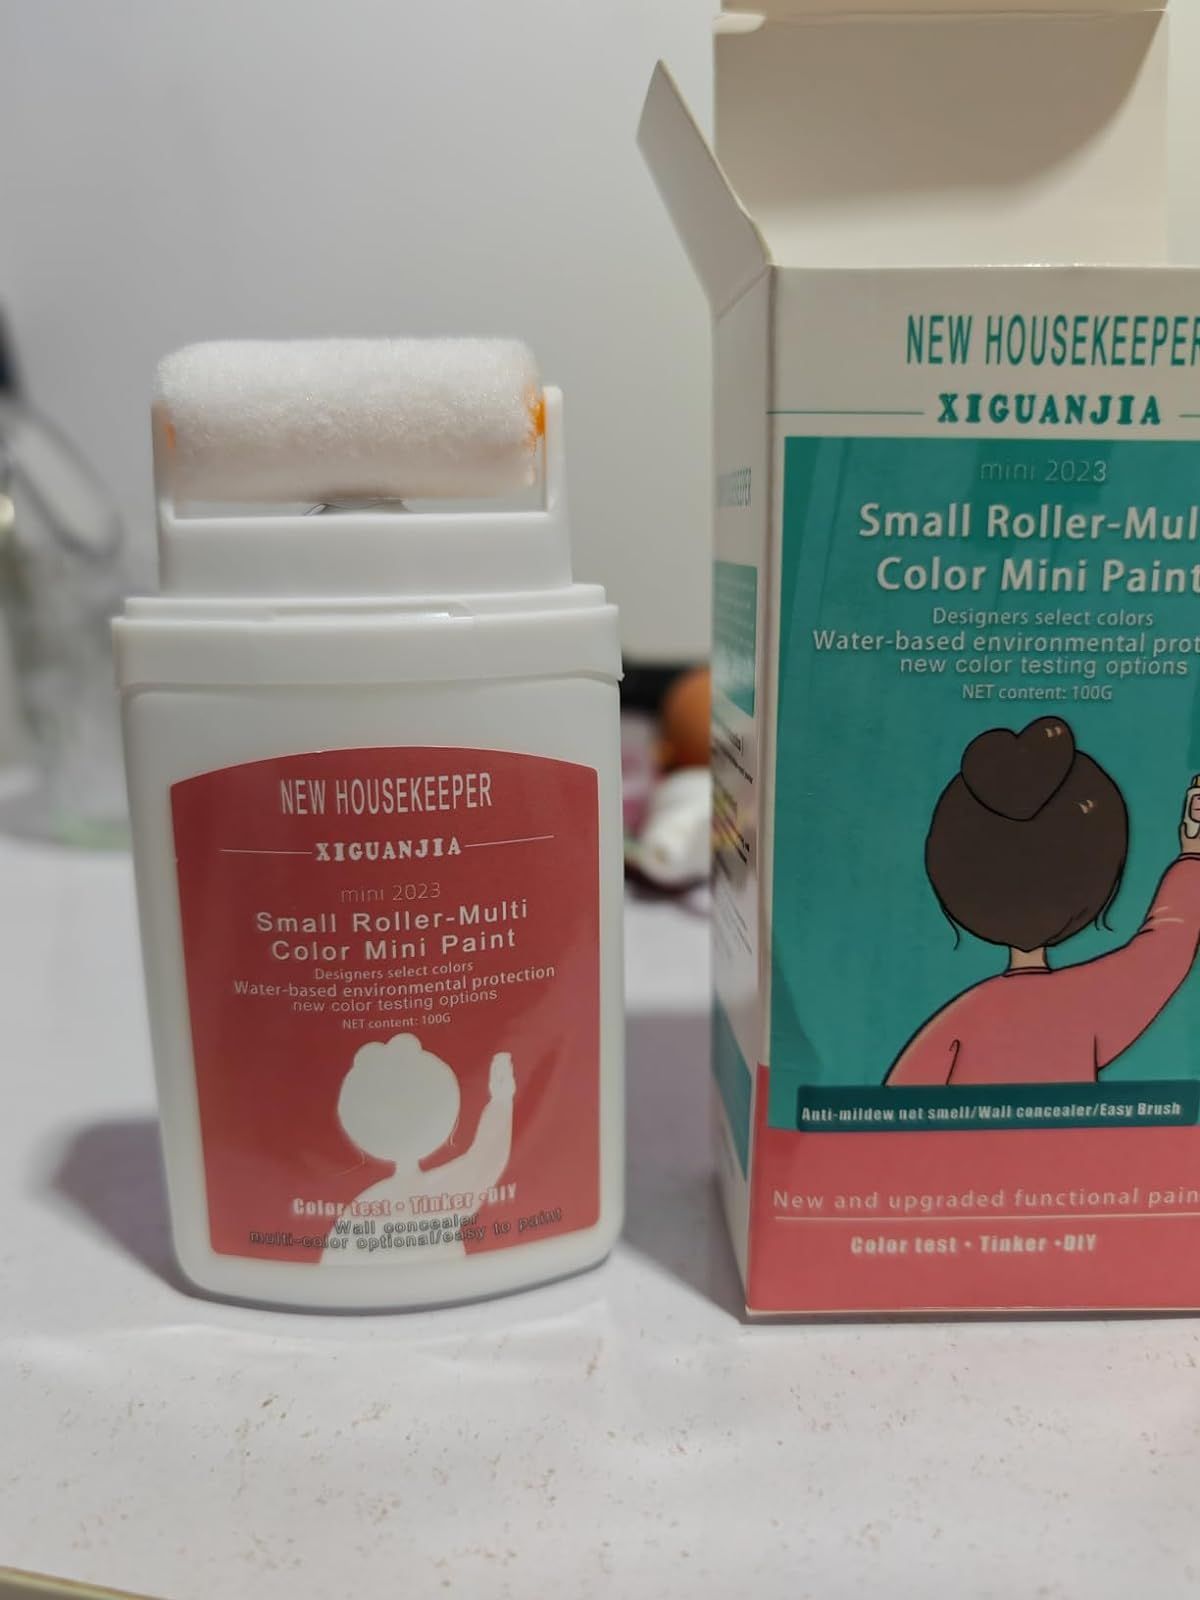 NEW HOUSEKEEPER
XIGUANJIA
mini 2023
Small Roller-Multi
Color Mini Paint
Designers select colors
Water-based environmental protection
new color testing options
NET content: 100G
Color test • Tinker •DIY
Wall concealer
multi-color optional/easy to paint
NEW HOUSEKEEPER
XIGUANJIA
mini 2023
Small Roller-Mul
Color Mini Paint
Designers select colors
Water-based environmental prot
new color testing options
NET content: 100G
Anti-mildew net smell/Wall concealer/Easy Brush
New and upgraded functional pain
Color test • Tinker •DIY